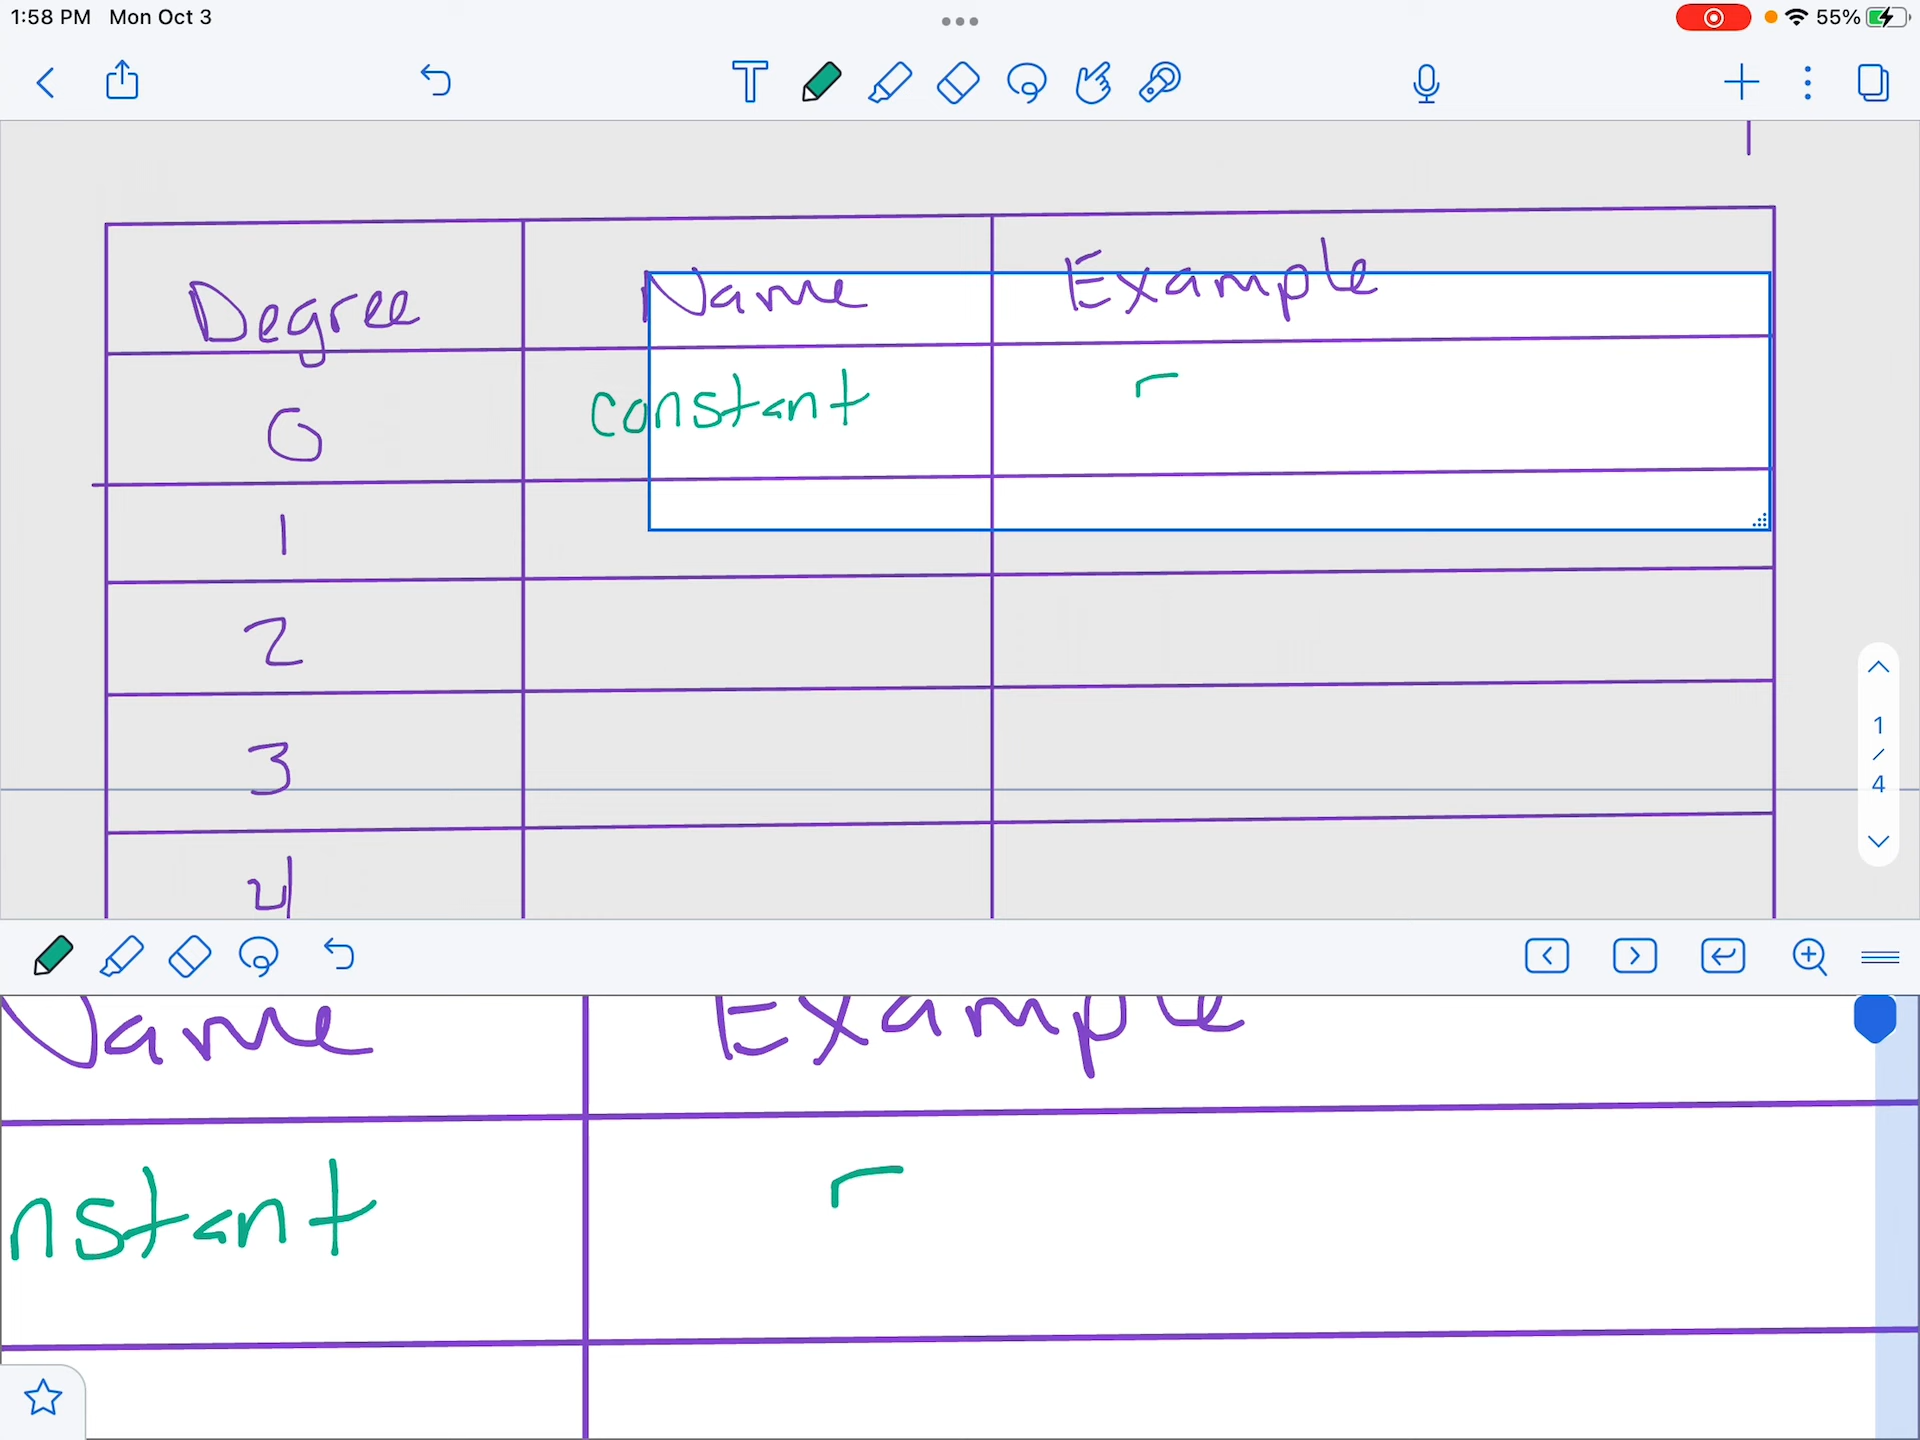 1:58 PM Mon Oct 3
55%
T
Degree Name Example
0 constant
1
2
3
4
1
/
4
Name Example
nstant